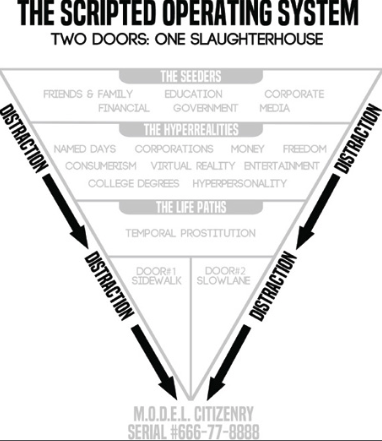 THE SCRIPTED OPERATING SYSTEM
TWO DOORS: ONE SLAUGHTERHOUSE
THE SEEDERS
FRIENDS & FAMILY EDUCATION CORPORATE
FINANCIAL GOVERNMENT MEDIA
THE HYPERREALITIES
NAMED DAYS CORPORATIONS MONEY FREEDOM
CONSUMERISM VIRTUAL REALITY ENTERTAINMENT
COLLEGE DEGREES HYPERPERSONALITY
THE LIFE PATHS
TEMPORAL PROSTITUTION
DOOR#1
SIDEWALK
DOOR#2
SLOWLANE
DISTRACTION
DISTRACTION
DISTRACTION
DISTRACTION
M.O.D.E.L. CITIZENRY
SERIAL #666-77-8888